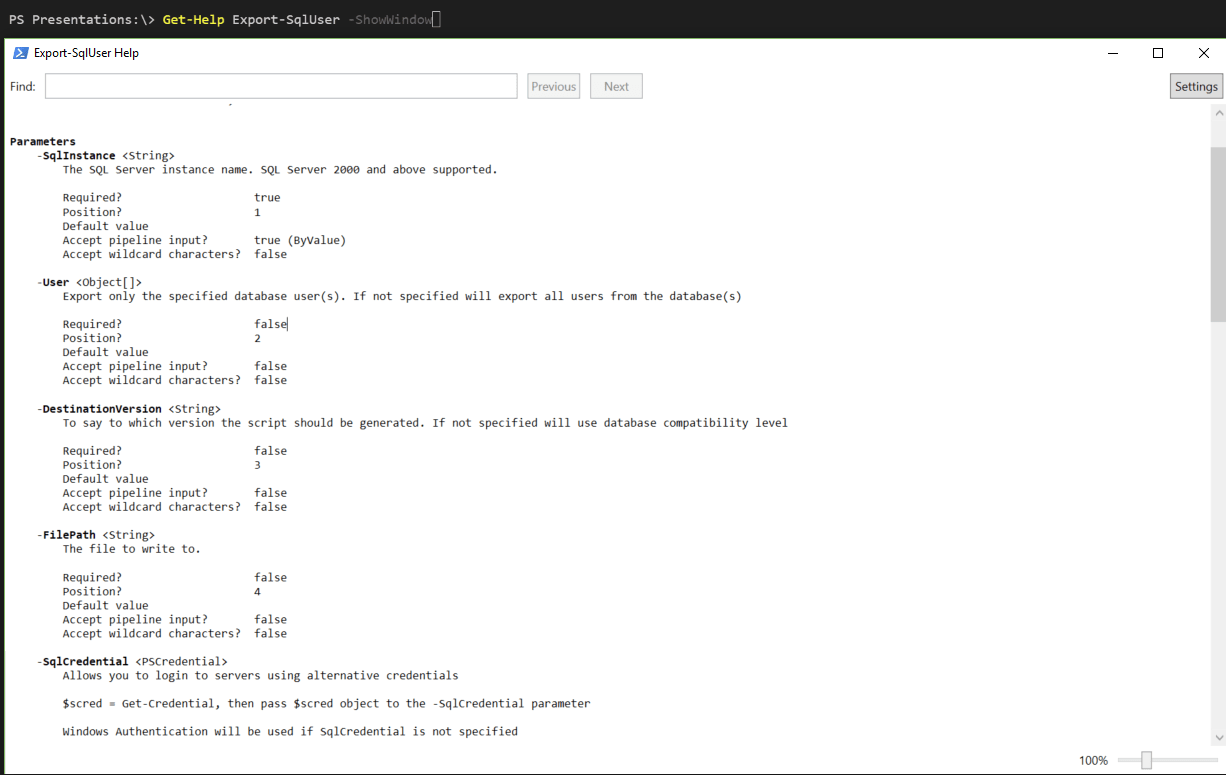 PS Presentations:\> Get-Help Export-SqlUser -ShowWindow
Export-SqlUser Help
Find:
Previous
Next
Settings
Parameters
-SqlInstance <String>
The SQL Server instance name. SQL Server 2000 and above supported.
Required? true
Position? 1
Default value
Accept pipeline input? true (ByValue)
Accept wildcard characters? false
-User <Object[]>
Export only the specified database user(s). If not specified will export all users from the database(s)
Required? false
Position? 2
Default value
Accept pipeline input? false
Accept wildcard characters? false
-DestinationVersion <String>
To say to which version the script should be generated. If not specified will use database compatibility level
Required? false
Position? 3
Default value
Accept pipeline input? false
Accept wildcard characters? false
-FilePath <String>
The file to write to.
Required? false
Position? 4
Default value
Accept pipeline input? false
Accept wildcard characters? false
-SqlCredential <PSCredential>
Allows you to login to servers using alternative credentials
$scred = Get-Credential, then pass $scred object to the -SqlCredential parameter
Windows Authentication will be used if SqlCredential is not specified
100%